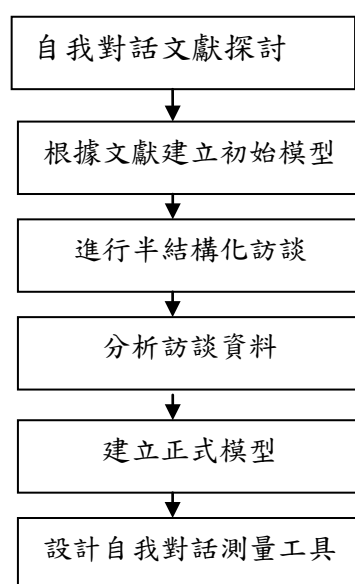 自我對話文獻探討
根據文獻建立初始模型
進行半結構化訪談
分析訪談資料
建立正式模型
設計自我對話測量工具